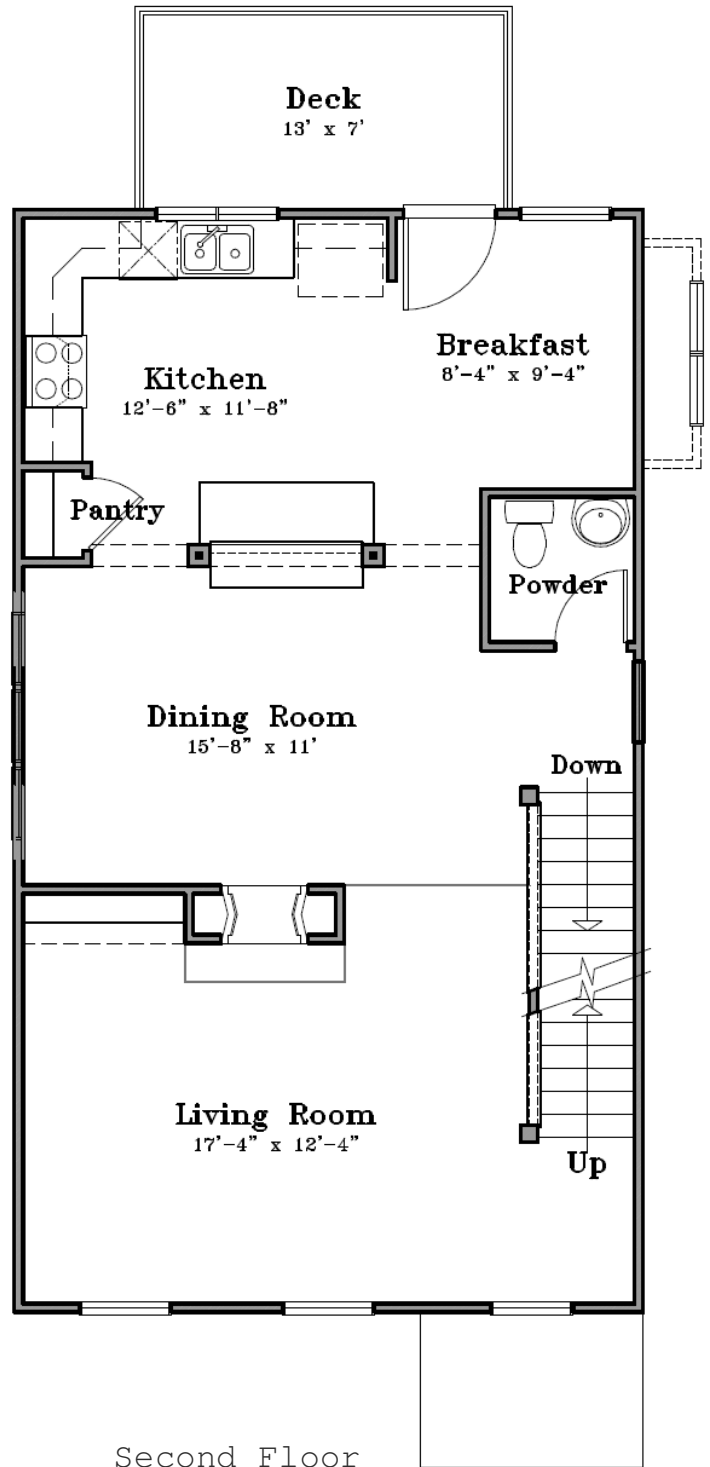 Deck
13' x 7'
Breakfast
8'-4" x 9'-4"
Kitchen
12'-6" x 11'-8"
Pantry
Powder
Dining Room
15'-8" x 11'
Down
Living Room
17'-4" x 12'-4"
Up
Second Floor